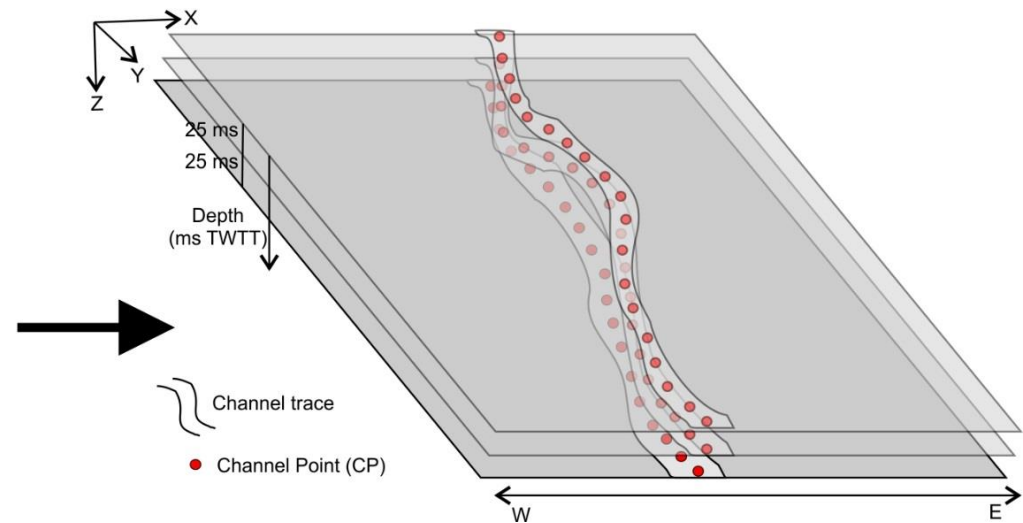 X
Y
Z
25 ms
25 ms
Depth
(ms TWTT)
Channel trace
Channel Point (CP)
W
E